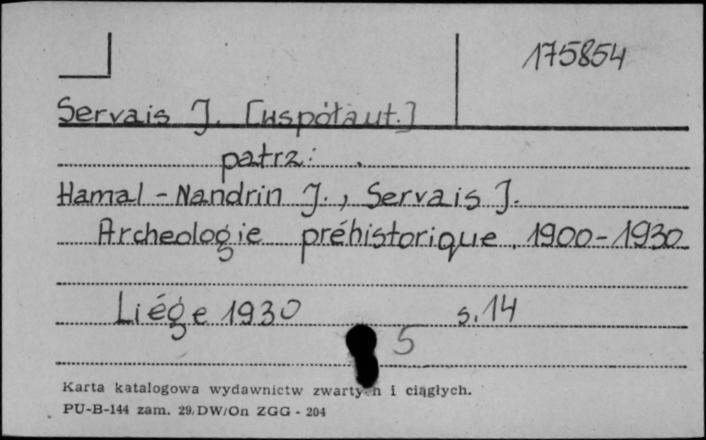 175854
Servais J. [współaut.]
patrz:
Hamal-Nandrin J., Servais J.
Archeologie préhistorique. 1900-1930
Liége 1930 s. 14
5
Karta katalogowa wydawnictw zwartych i ciągłych.
PU-B-144 zam. 29/DW/On ZGG - 204